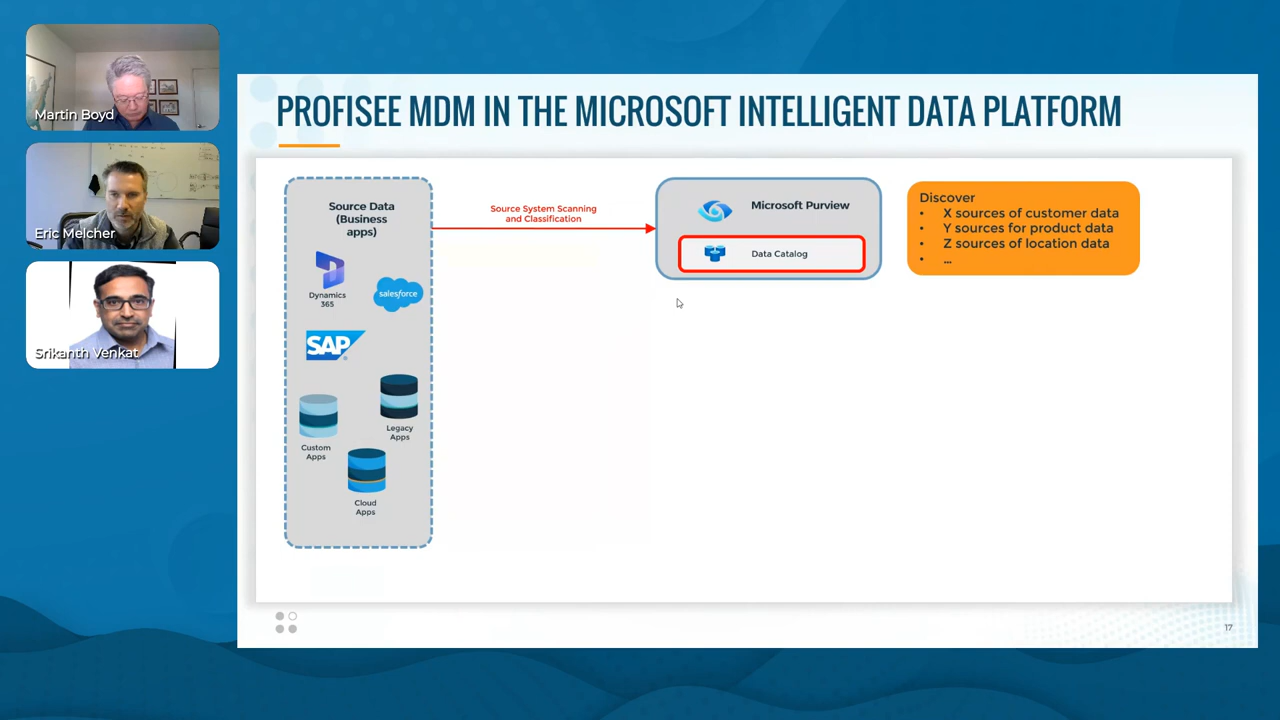 Martin Boyd
Eric Melcher
Srikanth Venkat
PROFISEE MDM IN THE MICROSOFT INTELLIGENT DATA PLATFORM
Source Data
(Business
apps)
Dynamics
365
salesforce
SAP
Custom
Apps
Legacy
Apps
Cloud
Apps
Source System Scanning
and Classification
Microsoft Purview
Data Catalog
Discover
• X sources of customer data
• Y sources for product data
• Z sources of location data
• ...
17